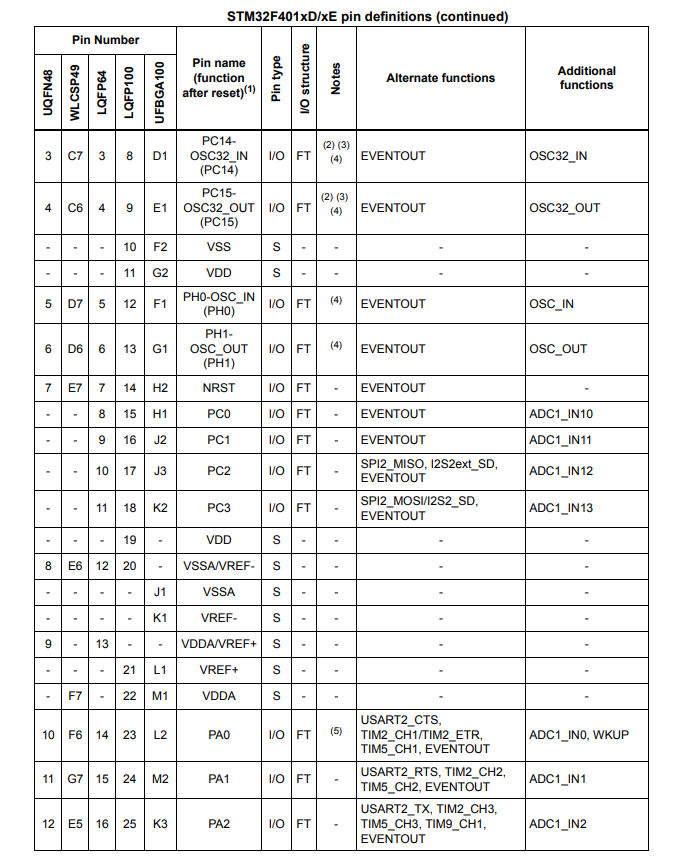 STM32F401xD/xE pin definitions (continued)
Pin Number
UQFN48 WLCSP49 LQFP64 LQFP100 UFBGA100 Pin name (function after reset)(1) Pin type I/O structure Notes Alternate functions Additional functions
3 C7 3 8 D1 PC14-OSC32_IN (PC14) I/O FT (2) (3) (4) EVENTOUT OSC32_IN
4 C6 4 9 E1 PC15-OSC32_OUT (PC15) I/O FT (2) (3) (4) EVENTOUT OSC32_OUT
- - - 10 F2 VSS S - - - -
- - - 11 G2 VDD S - - - -
5 D7 5 12 F1 PH0-OSC_IN (PH0) I/O FT (4) EVENTOUT OSC_IN
6 D6 6 13 G1 PH1-OSC_OUT (PH1) I/O FT (4) EVENTOUT OSC_OUT
7 E7 7 14 H2 NRST I/O FT - EVENTOUT -
- - 8 15 H1 PC0 I/O FT - EVENTOUT ADC1_IN10
- - 9 16 J2 PC1 I/O FT - EVENTOUT ADC1_IN11
- - 10 17 J3 PC2 I/O FT - SPI2_MISO, I2S2ext_SD, EVENTOUT ADC1_IN12
- - 11 18 K2 PC3 I/O FT - SPI2_MOSI/I2S2_SD, EVENTOUT ADC1_IN13
- - - 19 - VDD S - - - -
8 E6 12 20 - VSSA/VREF- S - - - -
- - - - J1 VSSA S - - - -
- - - - K1 VREF- S - - - -
9 - 13 - - VDDA/VREF+ S - - - -
- - - 21 L1 VREF+ S - - - -
- F7 - 22 M1 VDDA S - - - -
10 F6 14 23 L2 PA0 I/O FT (5) USART2_CTS, TIM2_CH1/TIM2_ETR, TIM5_CH1, EVENTOUT ADC1_IN0, WKUP
11 G7 15 24 M2 PA1 I/O FT - USART2_RTS, TIM2_CH2, TIM5_CH2, EVENTOUT ADC1_IN1
12 E5 16 25 K3 PA2 I/O FT - USART2_TX, TIM2_CH3, TIM5_CH3, TIM9_CH1, EVENTOUT ADC1_IN2